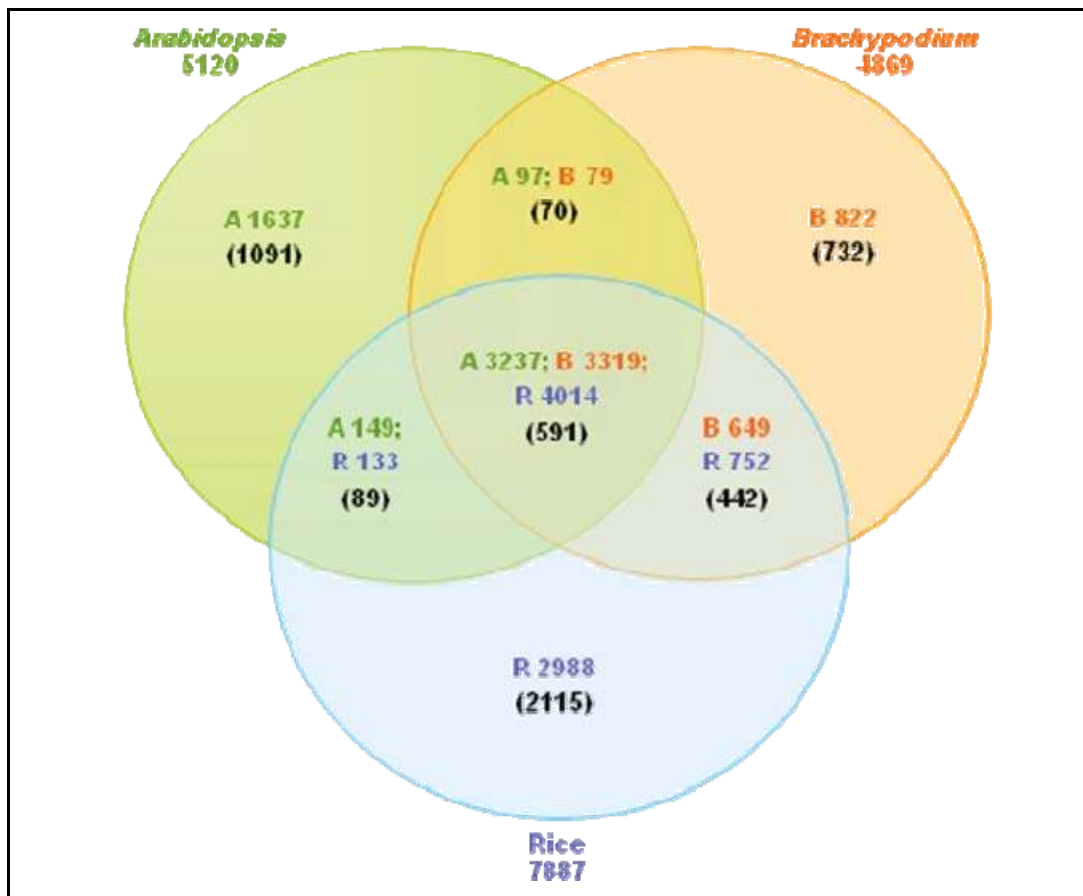 Arabidopsis
5120
Brachypodium
4869
A 97; B 79
(70)
A 1637
(1091)
B 822
(732)
A 3237; B 3319;
R 4014
(591)
A 149;
R 133
(89)
B 649
R 752
(442)
R 2988
(2115)
Rice
7887